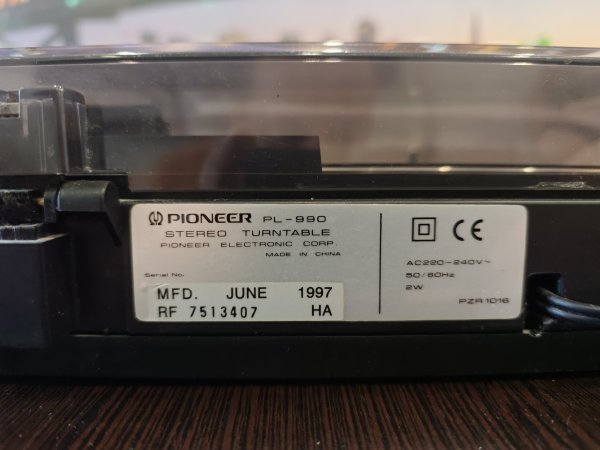 PIONEER PL-990
STEREO TURNTABLE
PIONEER ELECTRONIC CORP.
MADE IN CHINA
Serial No.
MFD. JUNE 1997
RF 7513407 HA
CE
AC220-240V~
50/60Hz
2W
PZR1016